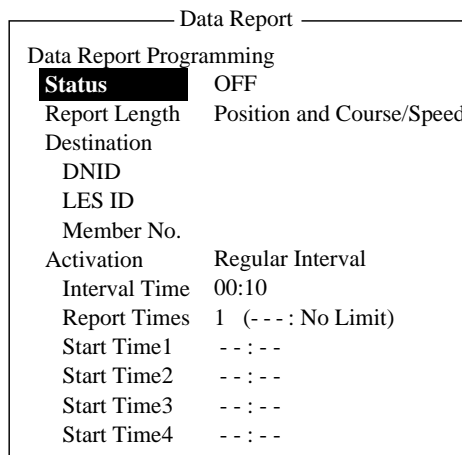 Data Report
Data Report Programming
Status OFF
Report Length Position and Course/Speed
Destination
DNID
LES ID
Member No.
Activation Regular Interval
Interval Time 00:10
Report Times 1 (- - - : No Limit)
Start Time1 - - : - -
Start Time2 - - : - -
Start Time3 - - : - -
Start Time4 - - : - -